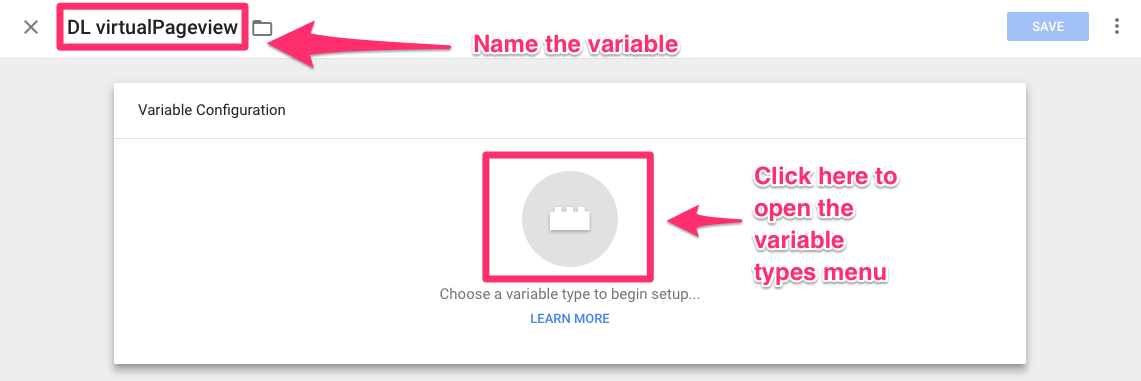 DL virtualPageview
Name the variable
SAVE
Variable Configuration
Click here to
open the
variable
types menu
Choose a variable type to begin setup...
LEARN MORE